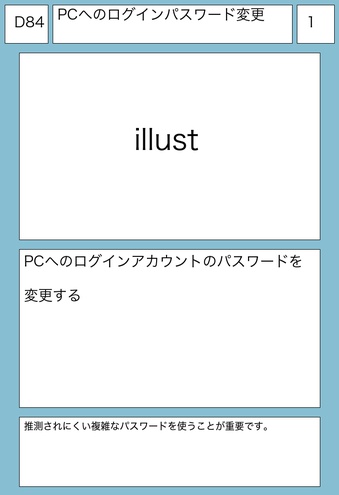 D84
PCへのログインパスワード変更
1
illust
PCへのログインアカウントのパスワードを
変更する
推測されにくい複雑なパスワードを使うことが重要です。